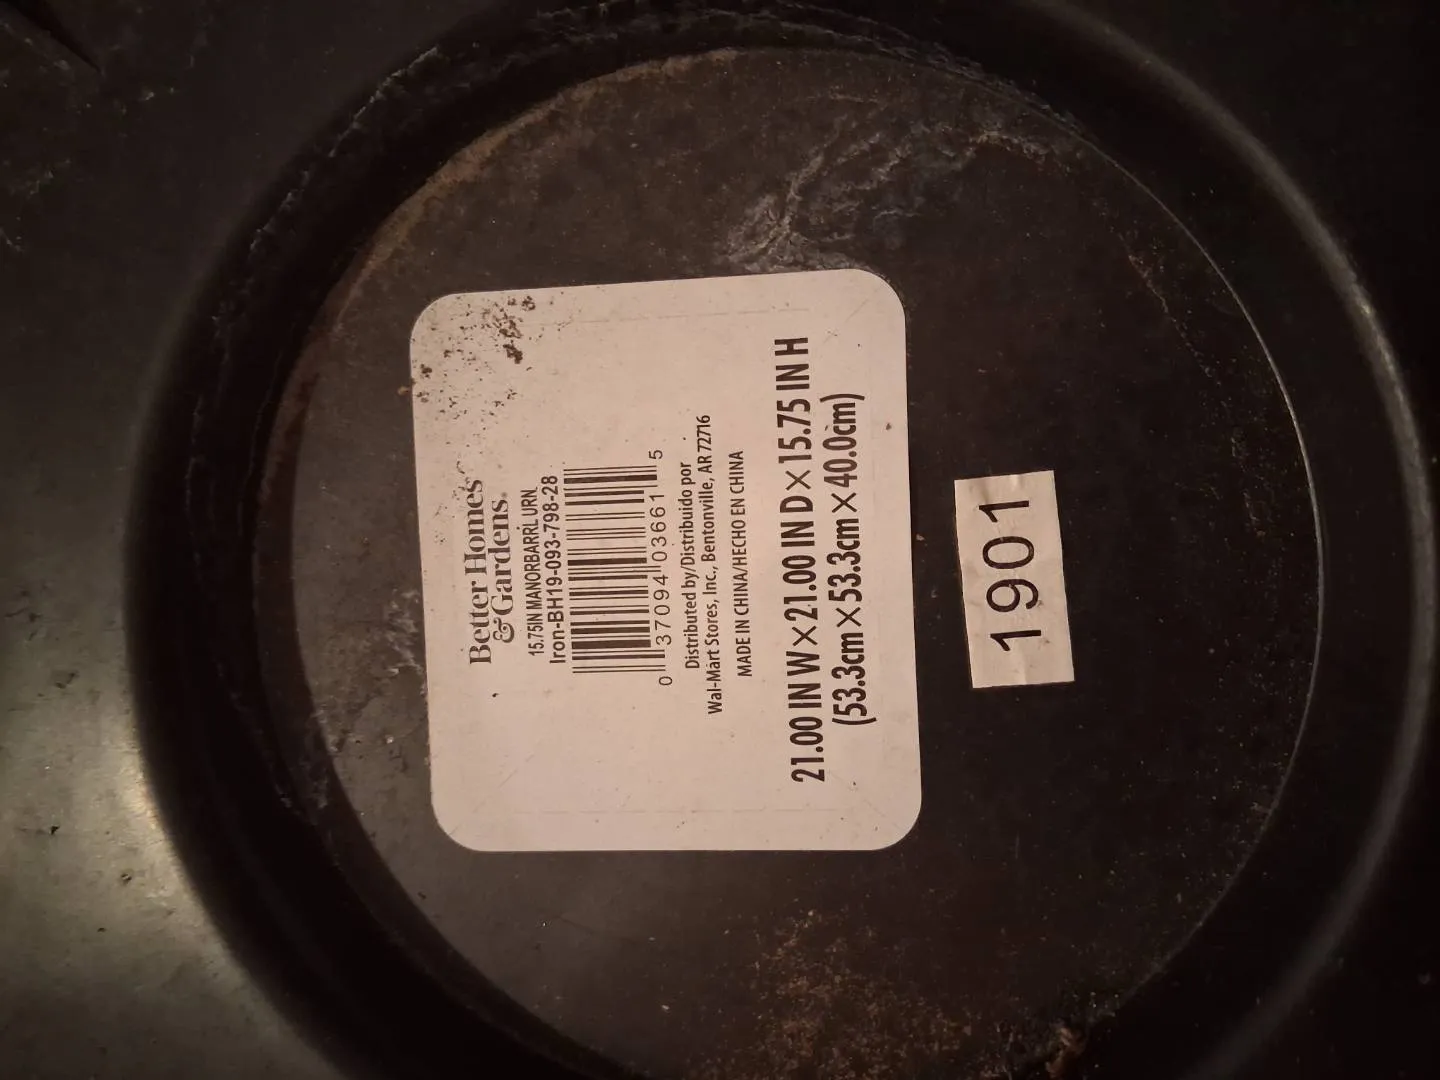 Better Homes
&Gardens®
15.75IN MANORBARRL URN
Iron-BH19-093-798-28
0 37094 03661 5
Distributed by/Distribuido por
Wal-Mart Stores, Inc., Bentonville, AR 72716
MADE IN CHINA/HECHO EN CHINA
21.00 IN W×21.00 IN D×15.75 IN H
(53.3cm×53.3cm×40.0cm)
1901